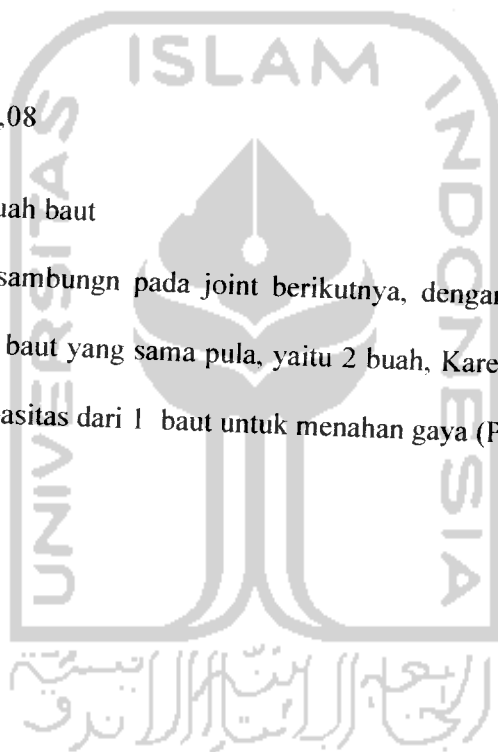 ISLAM
UNIVERSITAS
INDONESIA
,08
uah baut
sambungn pada joint berikutnya, dengan
baut yang sama pula, yaitu 2 buah, Kare
asitas dari 1 baut untuk menahan gaya (P